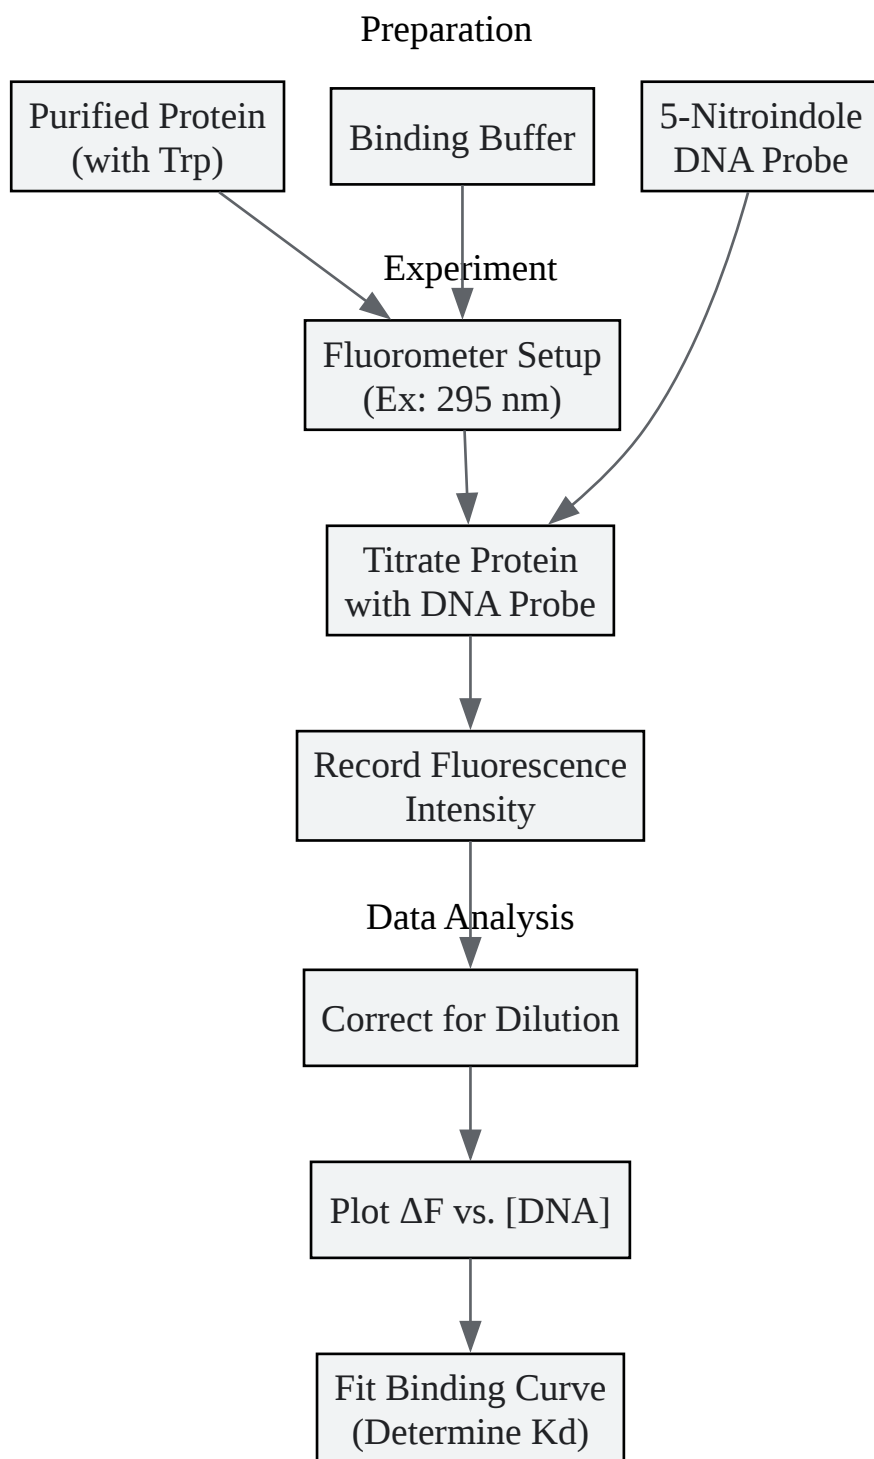 Preparation
Purified Protein
(with Trp)
Binding Buffer
5-Nitroindole
DNA Probe
Experiment
Fluorometer Setup
(Ex: 295 nm)
Titrate Protein
with DNA Probe
Record Fluorescence
Intensity
Data Analysis
Correct for Dilution
Plot ΔF vs. [DNA]
Fit Binding Curve
(Determine Kd)